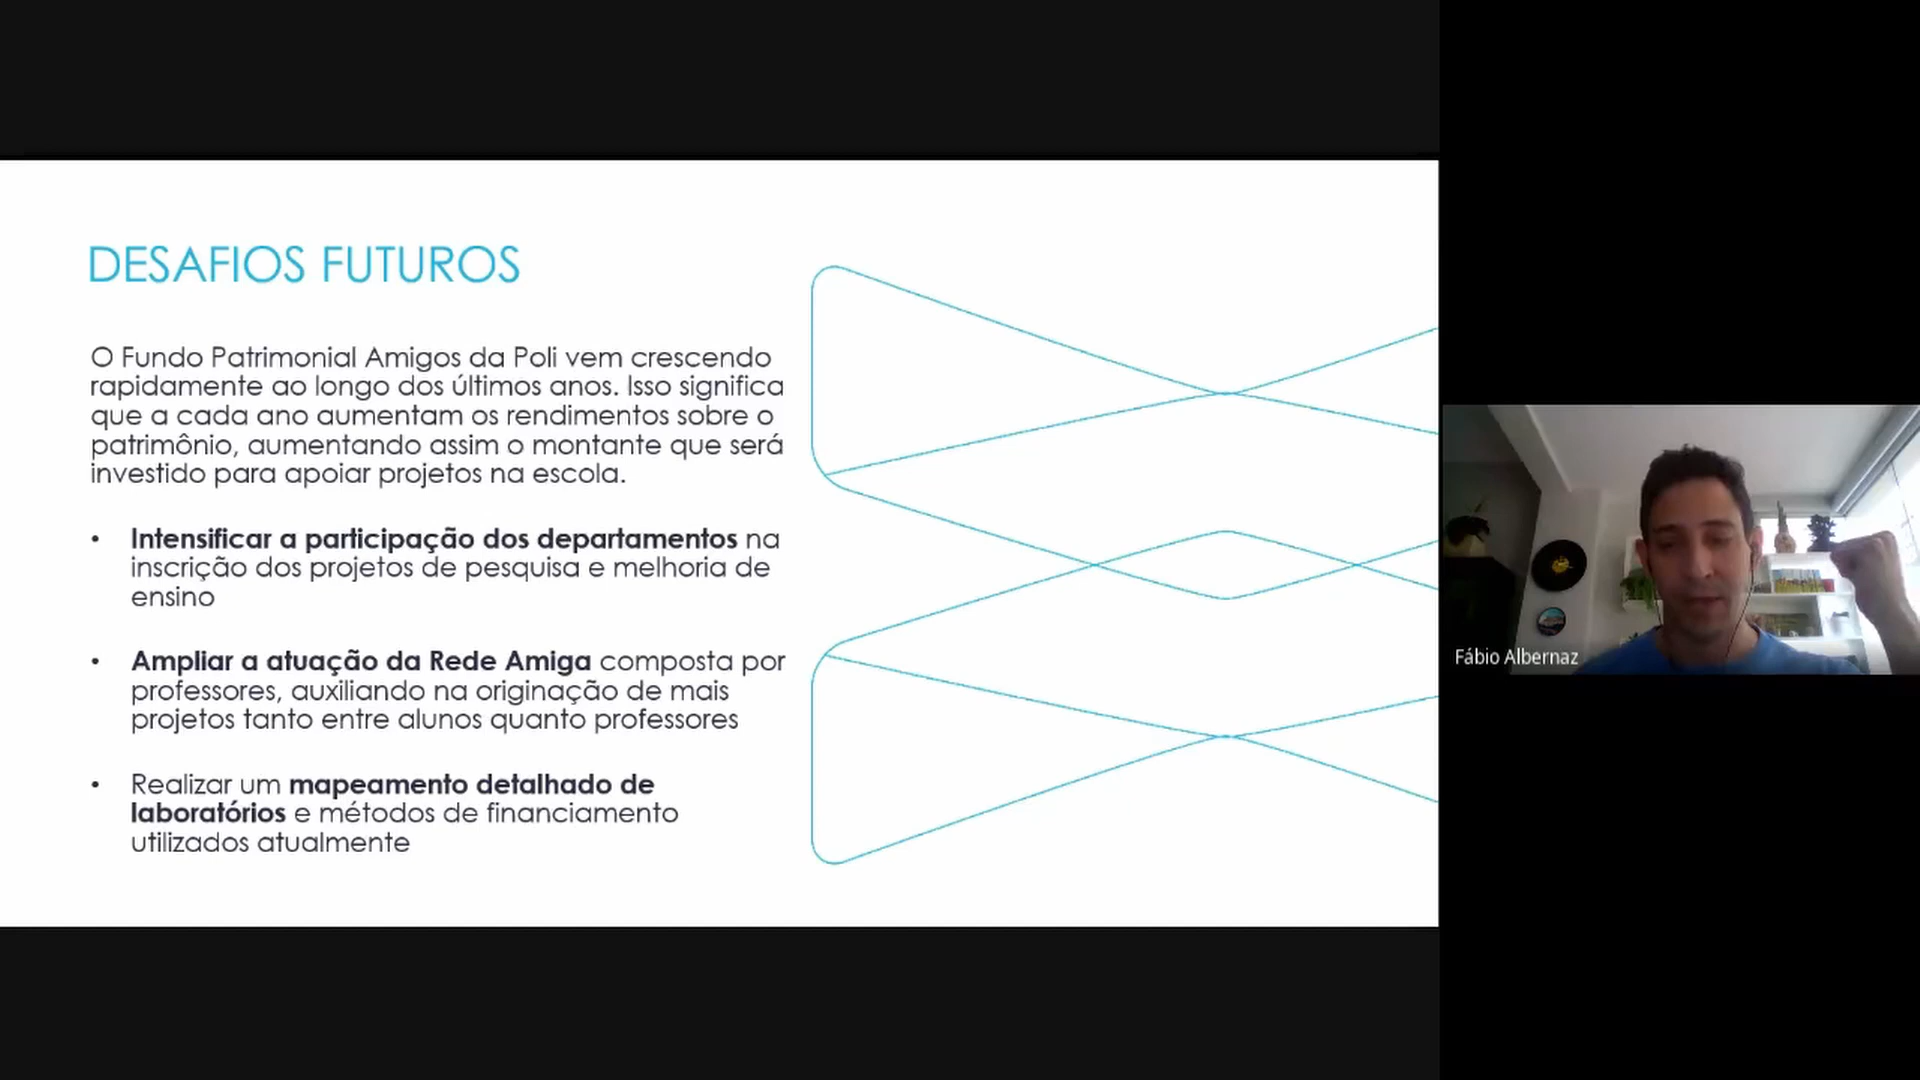 DESAFIOS FUTUROS
O Fundo Patrimonial Amigos da Poli vem crescendo
rapidamente ao longo dos últimos anos. Isso significa
que a cada ano aumentam os rendimentos sobre o
patrimônio, aumentando assim o montante que será
investido para apoiar projetos na escola.
• Intensificar a participação dos departamentos na
inscrição dos projetos de pesquisa e melhoria de
ensino
• Ampliar a atuação da Rede Amiga composta por
professores, auxiliando na originação de mais
projetos tanto entre alunos quanto professores
• Realizar um mapeamento detalhado de
laboratórios e métodos de financiamento
utilizados atualmente
Fábio Albernaz